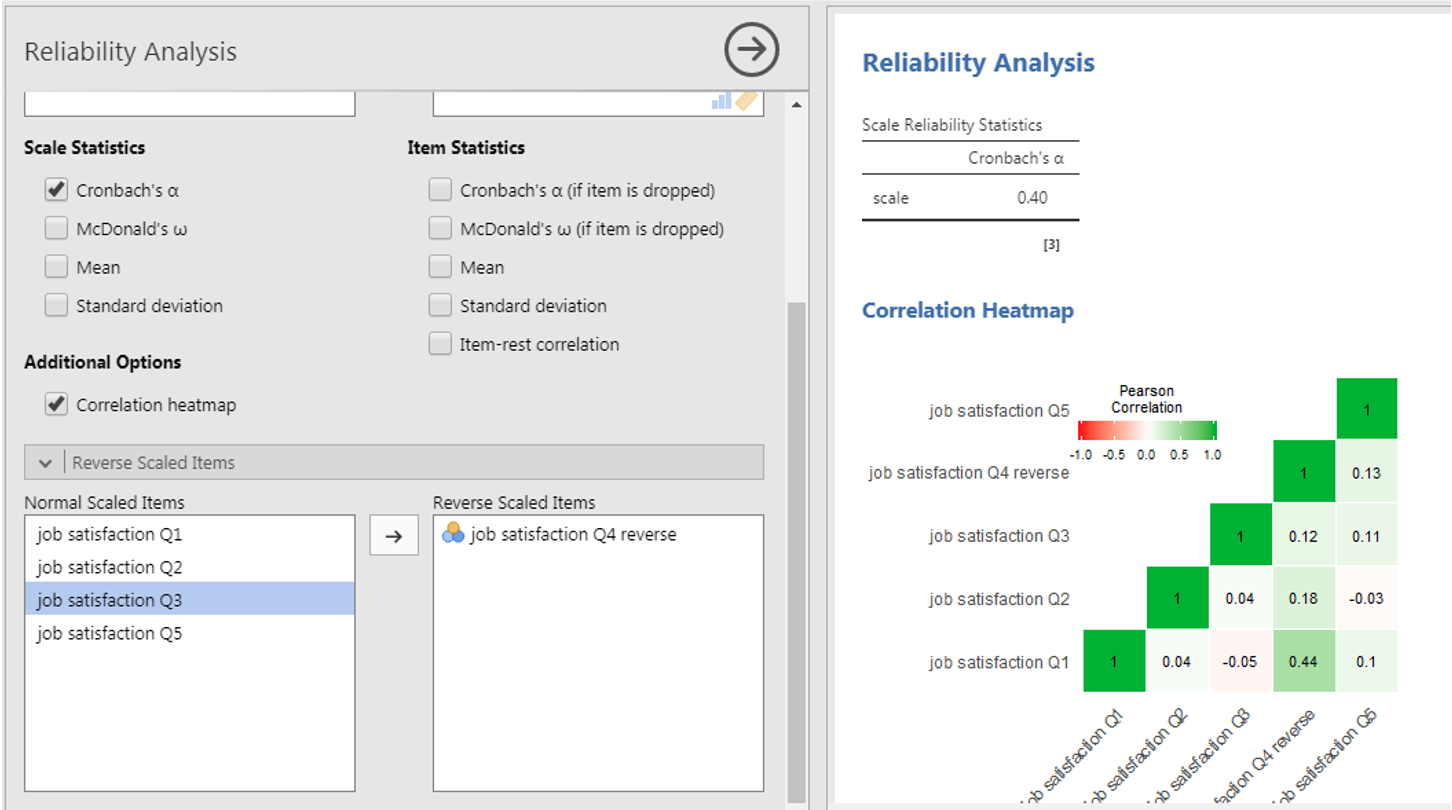 Reliability Analysis
Scale Statistics
Item Statistics
Cronbach's α
Cronbach's α (if item is dropped)
McDonald's ω
McDonald's ω (if item is dropped)
Mean
Mean
Standard deviation
Standard deviation
Item-rest correlation
Additional Options
Correlation heatmap
Reverse Scaled Items
Normal Scaled Items
Reverse Scaled Items
job satisfaction Q1
job satisfaction Q2
job satisfaction Q3
job satisfaction Q5
job satisfaction Q4 reverse
Reliability Analysis
Scale Reliability Statistics
Cronbach's α
scale 0.40
[3]
Correlation Heatmap
Pearson
Correlation
-1.0 -0.5 0.0 0.5 1.0
job satisfaction Q5 1
job satisfaction Q4 reverse 1 0.13
job satisfaction Q3 1 0.12 0.11
job satisfaction Q2 1 0.04 0.18 -0.03
job satisfaction Q1 1 0.04 -0.05 0.44 0.1
job satisfaction Q1
job satisfaction Q2
job satisfaction Q3
faction Q4 reverse
job satisfaction Q5